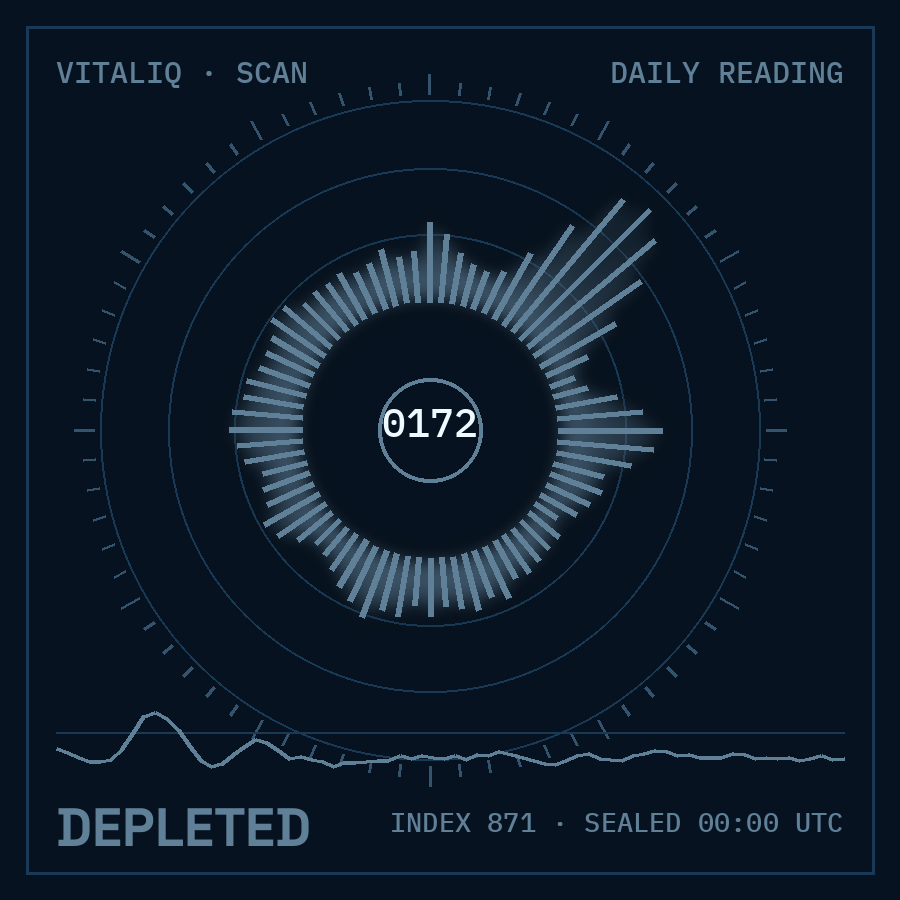 VITALIQ · SCAN
DAILY READING
0172
DEPLETED
INDEX 871 · SEALED 00:00 UTC